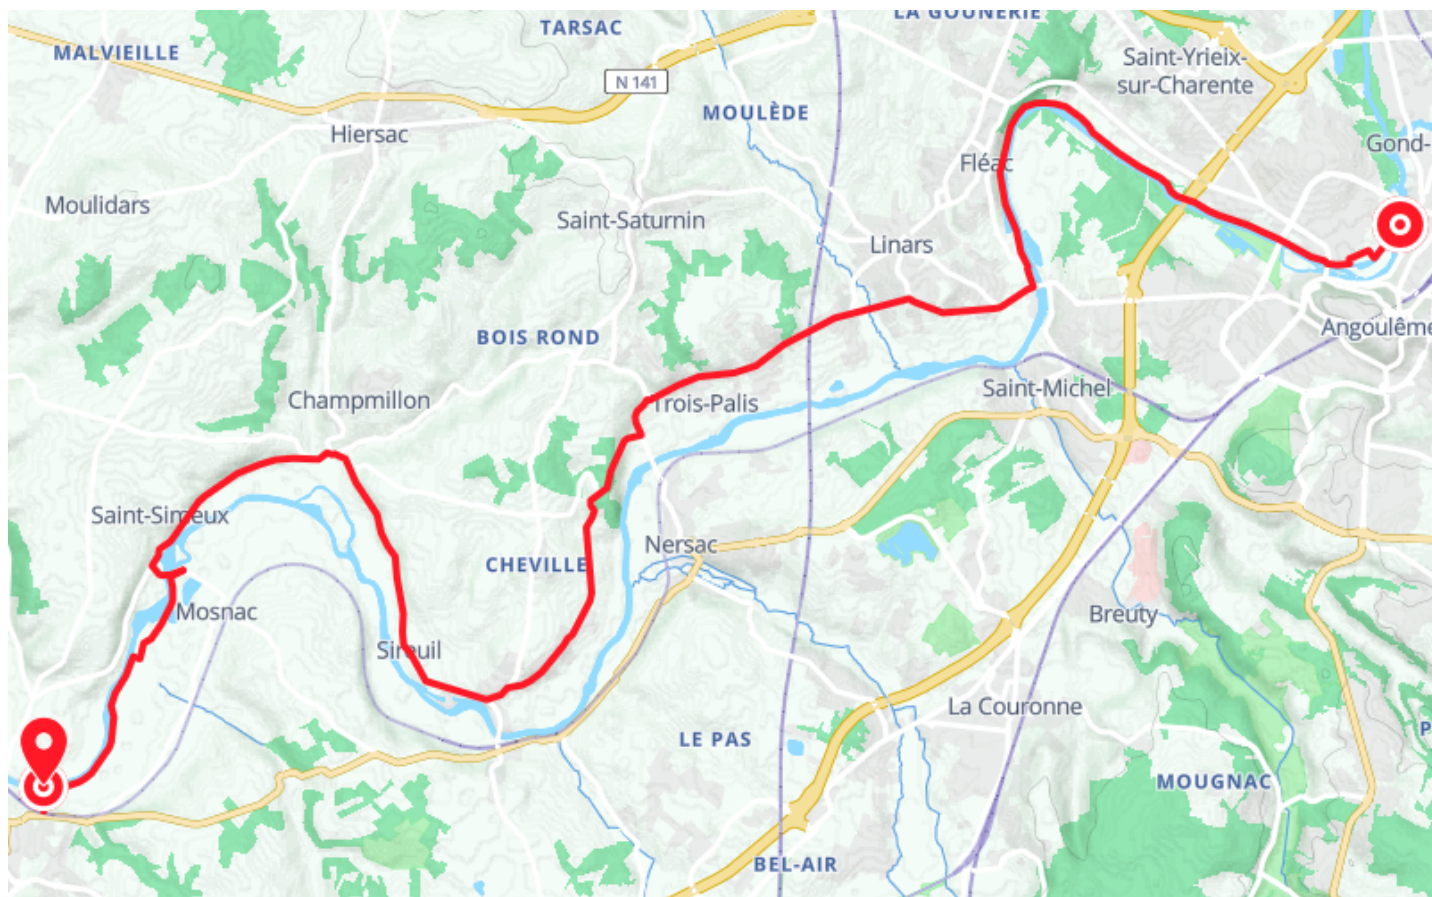 LA GOUNERIE
TARSAC
MALVIEILLE
Saint-Yrieix-
sur-Charente
N 141
MOULÈDE
Hiersac
Gond-
Fléac
Moulidars
Saint-Saturnin
Linars
BOIS ROND
Angoulême
Saint-Michel
Champmillon
Trois-Palis
Saint-Simeux
Nersac
CHEVILLE
Mosnac
Breuty
Sireuil
La Couronne
LE PAS
P
MOUGNAC
BEL-AIR